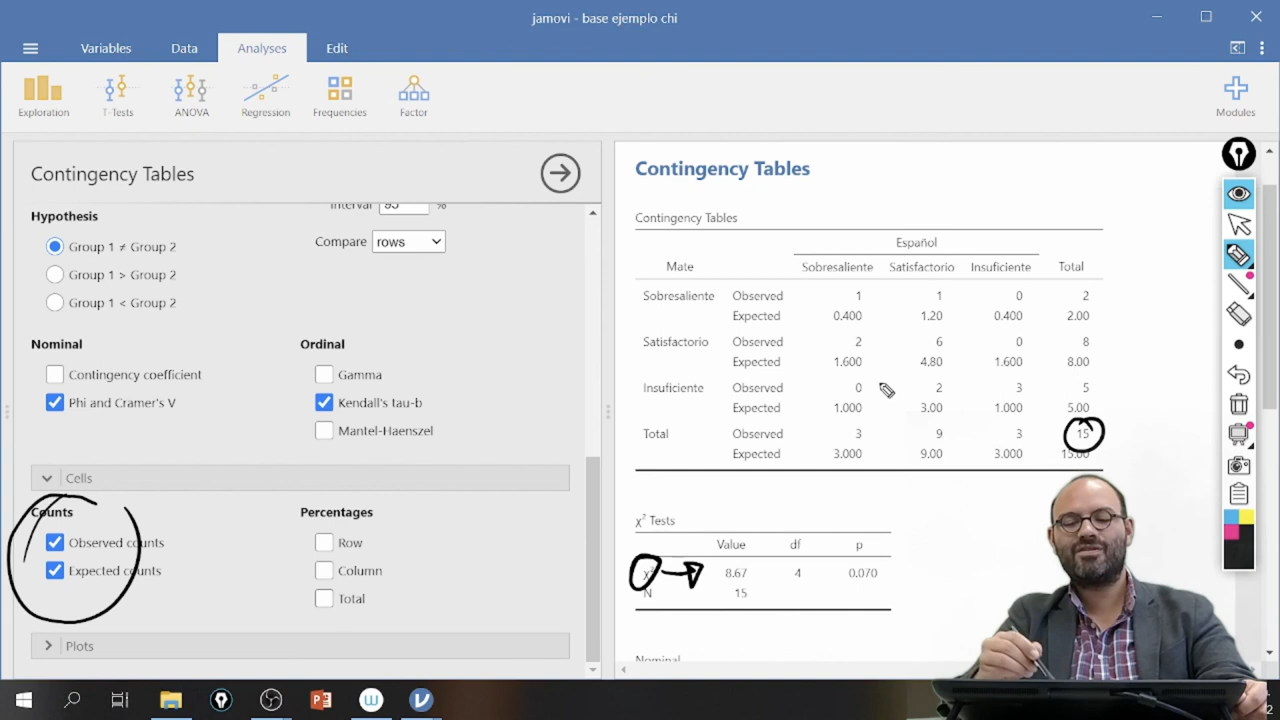 jamovi - base ejemplo chi
Variables Data Analyses Edit
Exploration T-Tests ANOVA Regression Frequencies Factor Modules
Contingency Tables
Interval 95 %
Hypothesis
Group 1 ≠ Group 2
Compare rows
Group 1 > Group 2
Group 1 < Group 2
Nominal Ordinal
Contingency coefficient Gamma
Phi and Cramer's V Kendall's tau-b
Mantel-Haenszel
Cells
Counts Percentages
Observed counts Row
Expected counts Column
Total
Plots
Contingency Tables
Contingency Tables
Español
Mate Sobresaliente Satisfactorio Insuficiente Total
Sobresaliente Observed 1 1 0 2
Expected 0.400 1.20 0.400 2.00
Satisfactorio Observed 2 6 0 8
Expected 1.600 4.80 1.600 8.00
Insuficiente Observed 0 2 3 5
Expected 1.000 3.00 1.000 5.00
Total Observed 3 9 3 15
Expected 3.000 9.00 3.000 15.00
χ² Tests
Value df p
χ² 8.67 4 0.070
N 15
Nominal